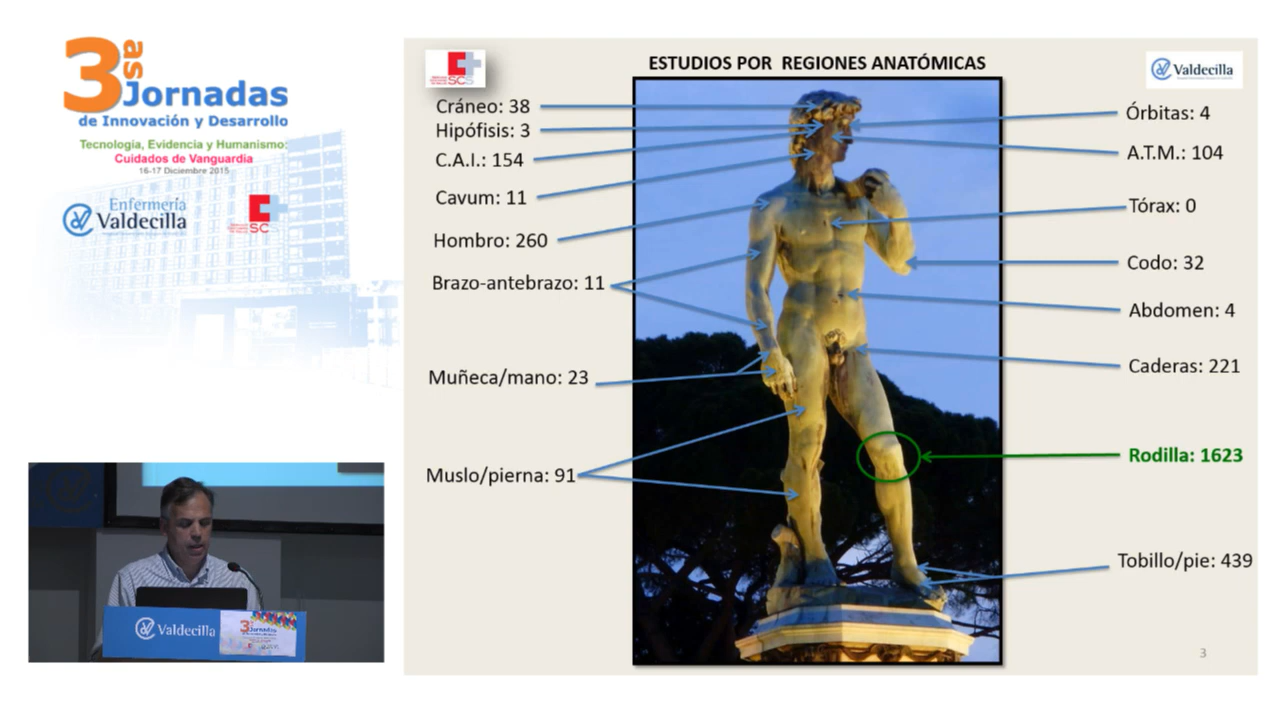 3as
Jornadas
de Innovación y Desarrollo
Tecnología, Evidencia y Humanismo:
Cuidados de Vanguardia
16-17 Diciembre 2015
Enfermería
Valdecilla
SC
SCS
ESTUDIOS POR REGIONES ANATÓMICAS
Valdecilla
Cráneo: 38
Hipófisis: 3
C.A.I.: 154
Cavum: 11
Hombro: 260
Brazo-antebrazo: 11
Muñeca/mano: 23
Muslo/pierna: 91
Órbitas: 4
A.T.M.: 104
Tórax: 0
Codo: 32
Abdomen: 4
Caderas: 221
Rodilla: 1623
Tobillo/pie: 439
3
Valdecilla
3as
Jornadas